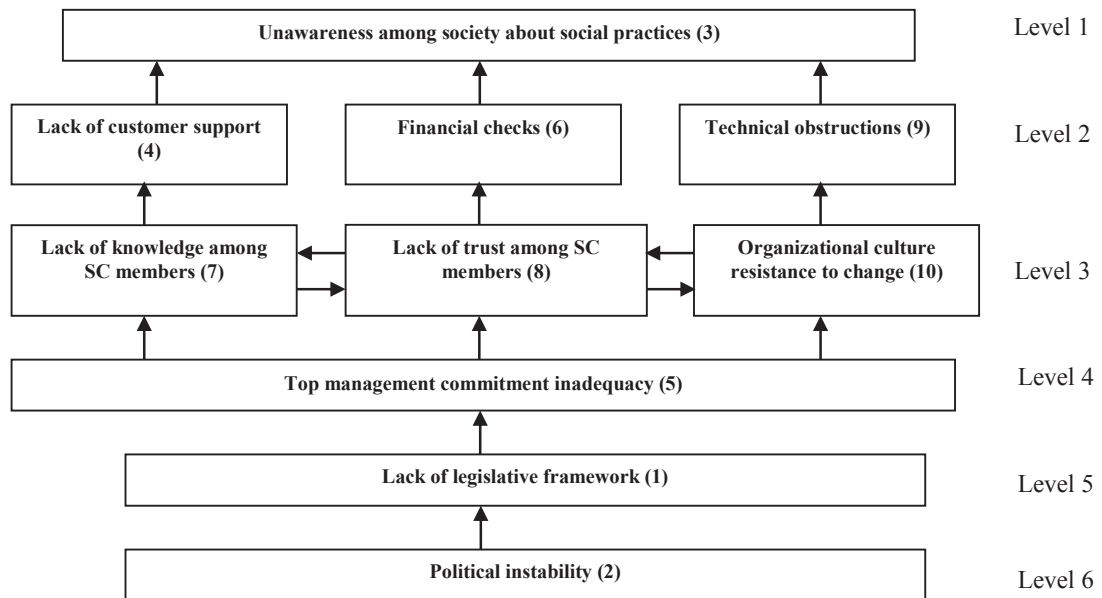 Unawareness among society about social practices (3)
Level 1
Lack of customer support
(4)
Financial checks (6)
Technical obstructions (9)
Level 2
Lack of knowledge among
SC members (7)
Lack of trust among SC
members (8)
Organizational culture
resistance to change (10)
Level 3
Top management commitment inadequacy (5)
Level 4
Lack of legislative framework (1)
Level 5
Political instability (2)
Level 6